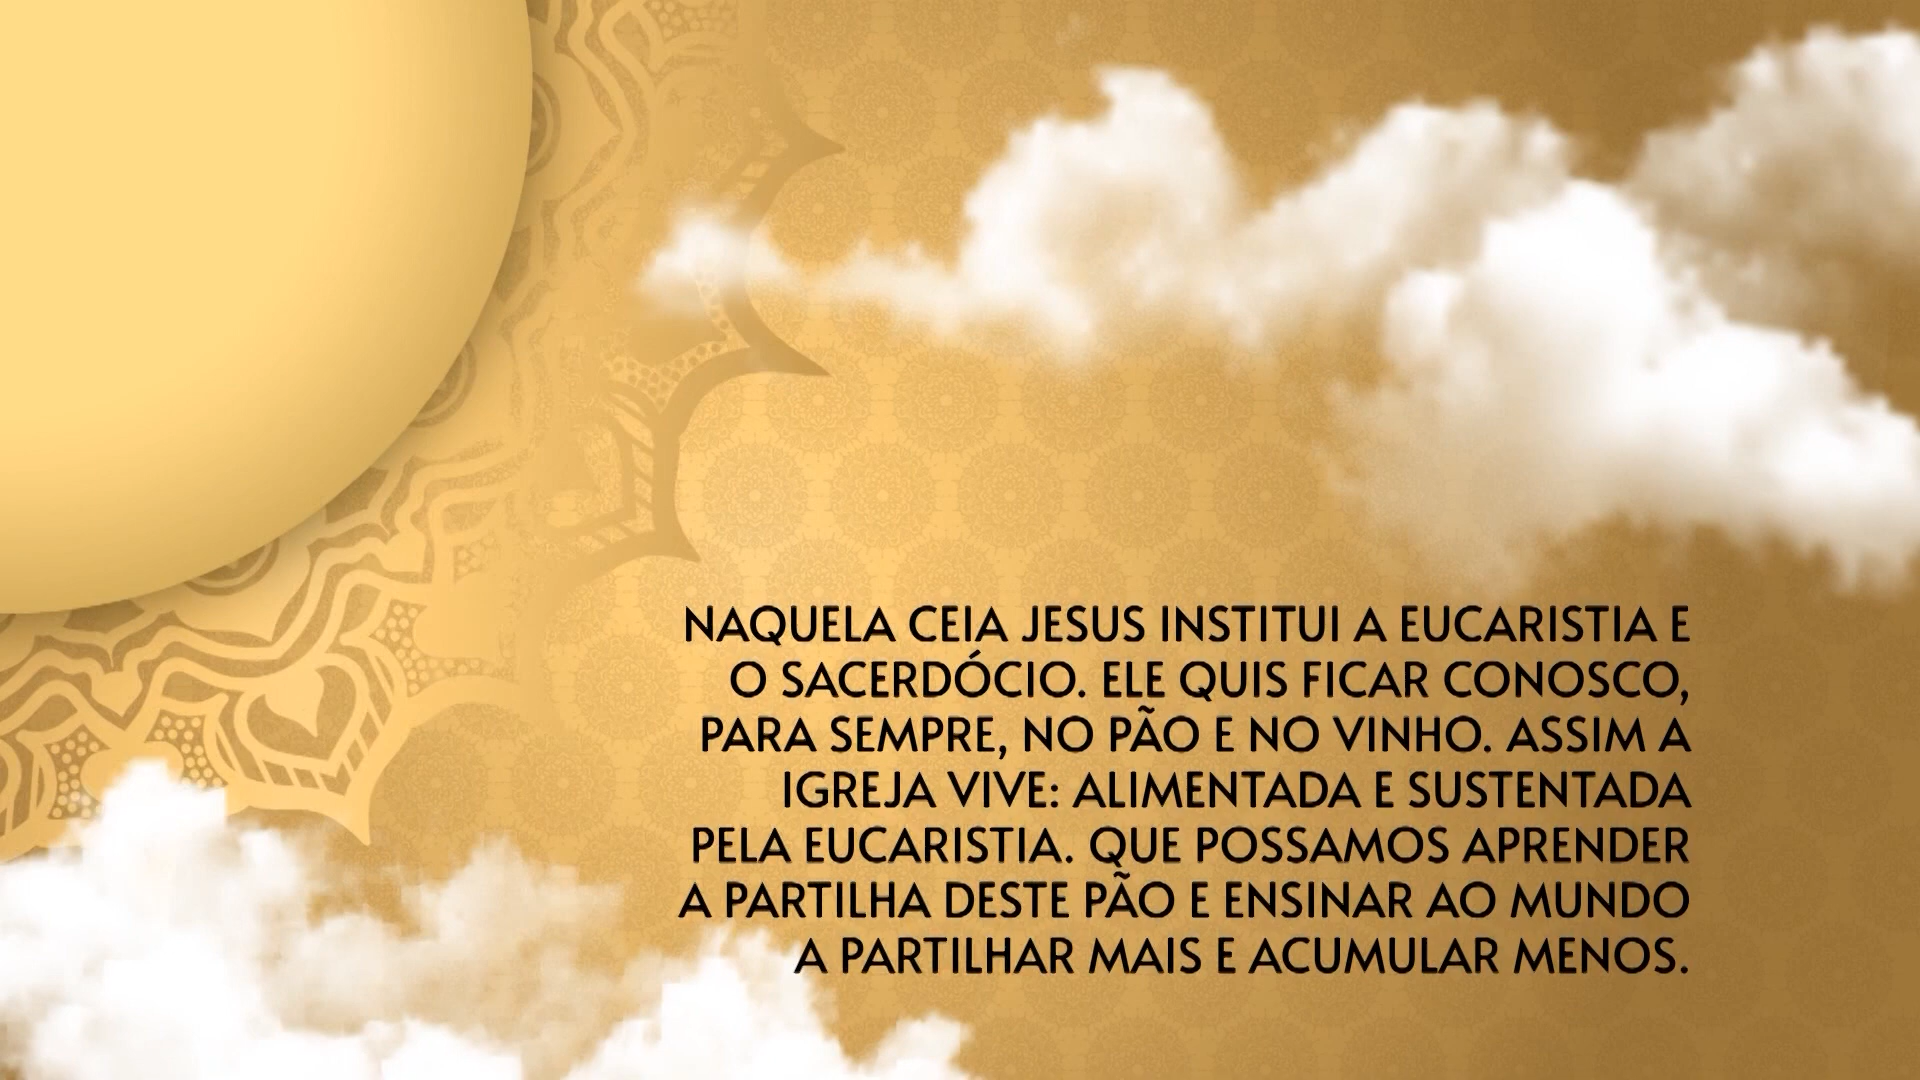 NAQUELA CEIA JESUS INSTITUI A EUCARISTIA E
O SACERDÓCIO. ELE QUIS FICAR CONOSCO,
PARA SEMPRE, NO PÃO E NO VINHO. ASSIM A
IGREJA VIVE: ALIMENTADA E SUSTENTADA
PELA EUCARISTIA. QUE POSSAMOS APRENDER
A PARTILHA DESTE PÃO E ENSINAR AO MUNDO
A PARTILHAR MAIS E ACUMULAR MENOS.